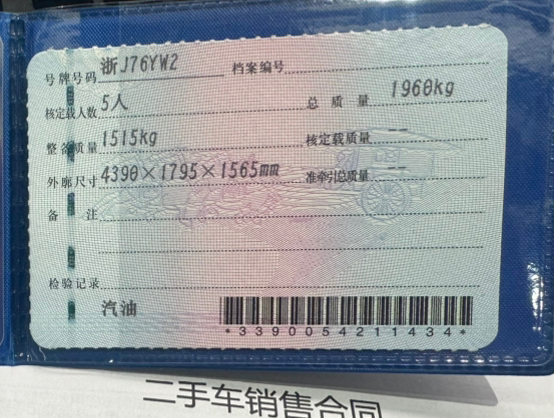 号牌号码 浙J76YW2 档案编号
核定载人数 5人 总质量 1960kg
整备质量 1515kg 核定载质量 --
外廓尺寸 4390×1795×1565mm 准牵引总质量 --
备注
检验记录
汽油
*3390054211434*
二手车销售合同